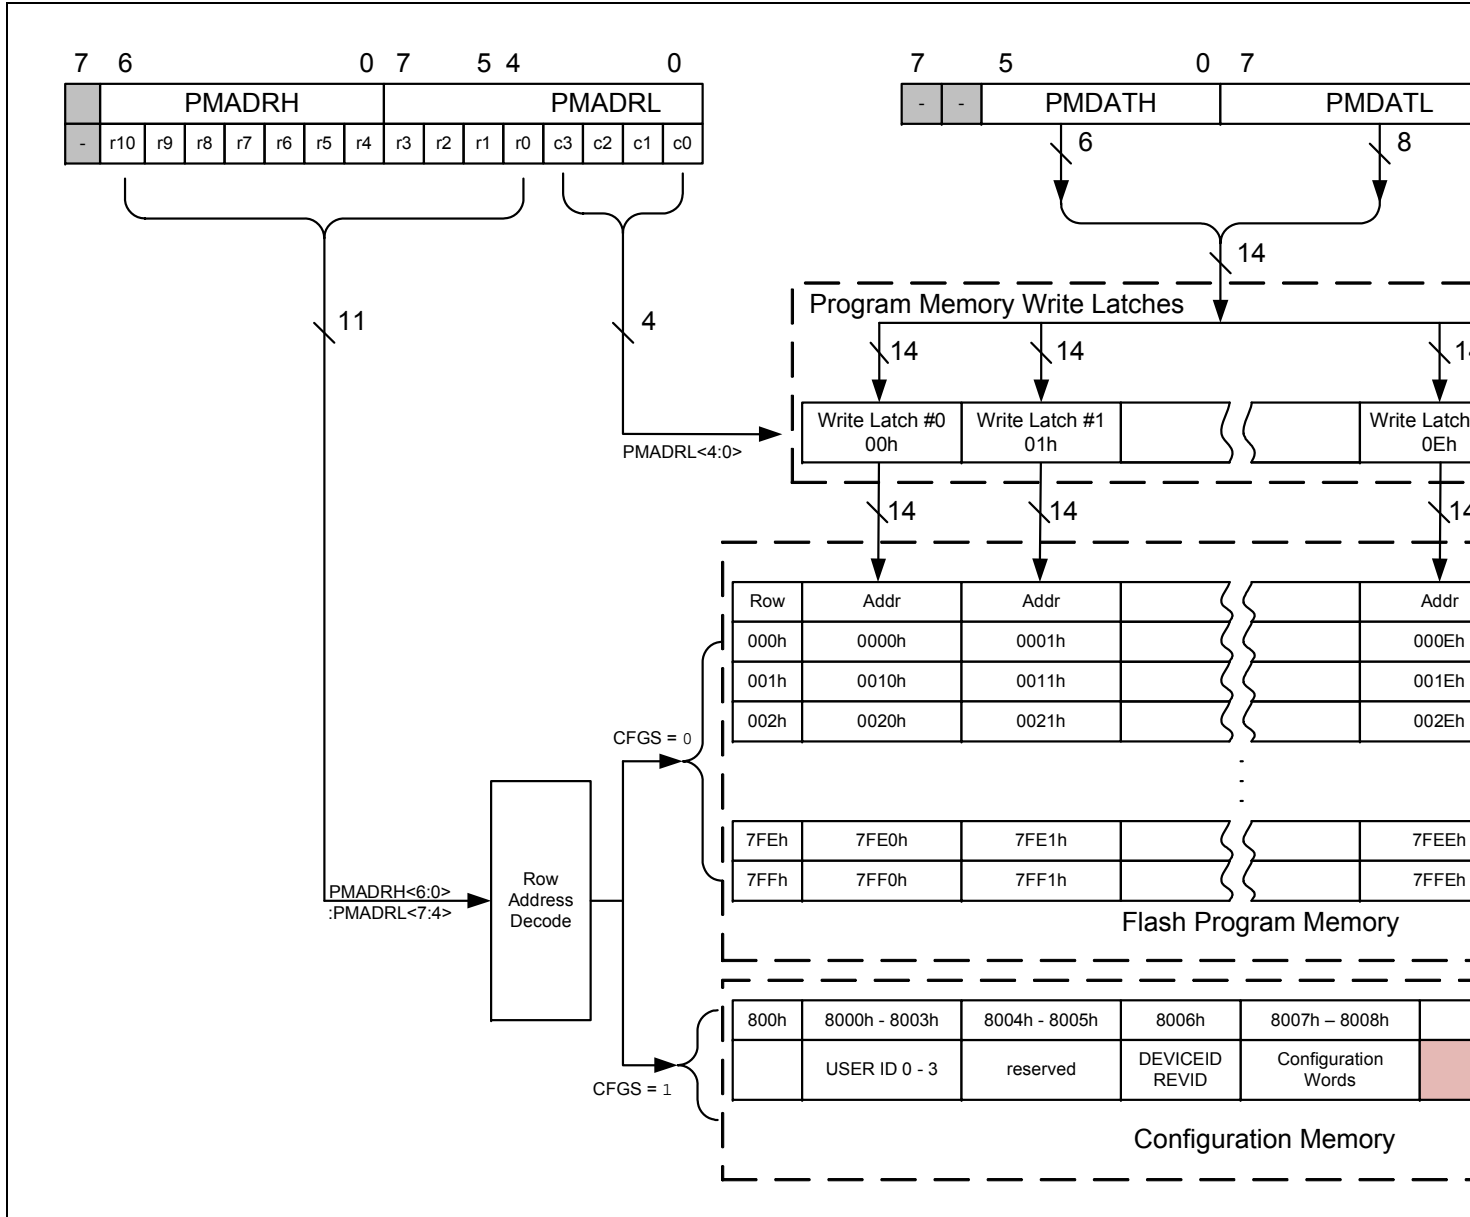 7 6 0 7 5 4 0
7 5 0 7
PMADRH PMADRL
- - PMDATH PMDATL
- r10 r9 r8 r7 r6 r5 r4 r3 r2 r1 r0 c3 c2 c1 c0
6 8
14
11 4
Program Memory Write Latches
14 14 14
Write Latch #0
00h
Write Latch #1
01h
Write Latch
0Eh
PMADRL<4:0>
14 14 14
Row Addr Addr Addr
000h 0000h 0001h 000Eh
001h 0010h 0011h 001Eh
002h 0020h 0021h 002Eh
CFGS = 0
7FEh 7FE0h 7FE1h 7FEEh
7FFh 7FF0h 7FF1h 7FFEh
PMADRH<6:0>
:PMADRL<7:4>
Row
Address
Decode
Flash Program Memory
800h 8000h - 8003h 8004h - 8005h 8006h 8007h – 8008h
USER ID 0 - 3 reserved
DEVICEID
REVID
Configuration
Words
CFGS = 1
Configuration Memory